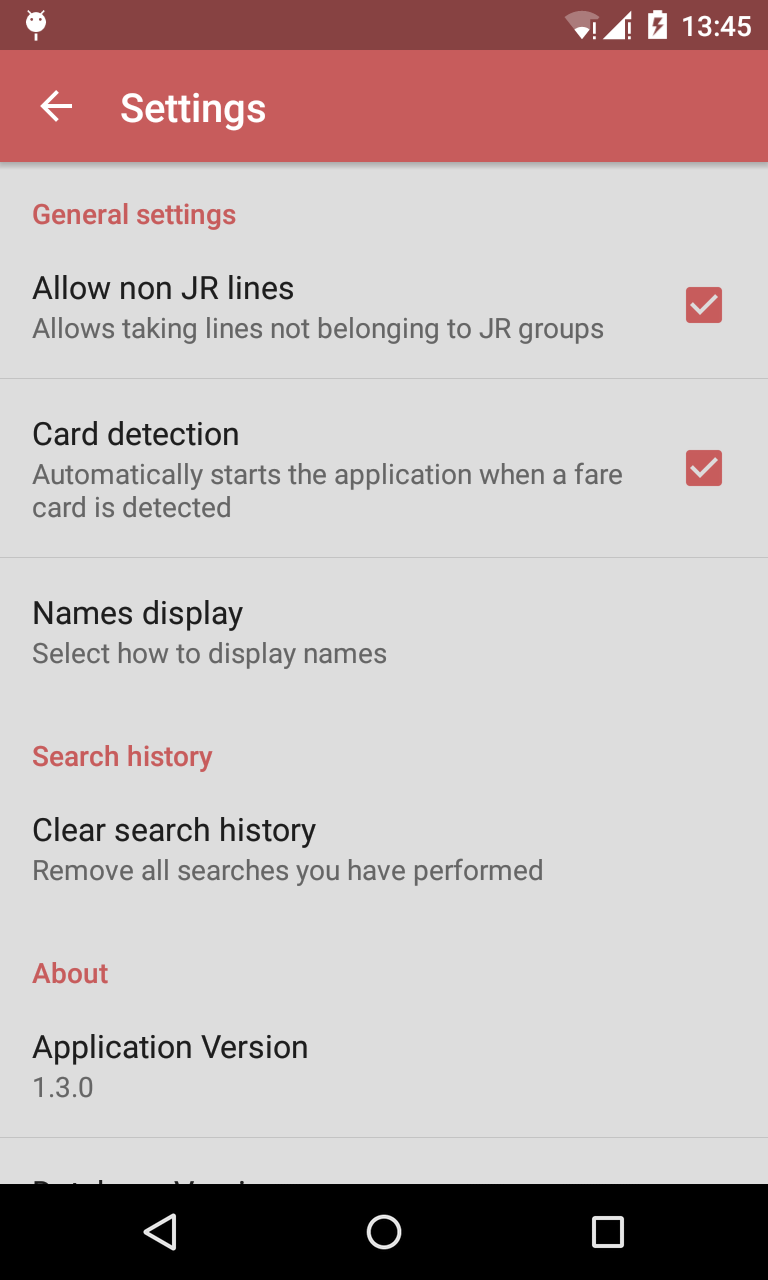 13:45
Settings
General settings
Allow non JR lines
Allows taking lines not belonging to JR groups
Card detection
Automatically starts the application when a fare
card is detected
Names display
Select how to display names
Search history
Clear search history
Remove all searches you have performed
About
Application Version
1.3.0